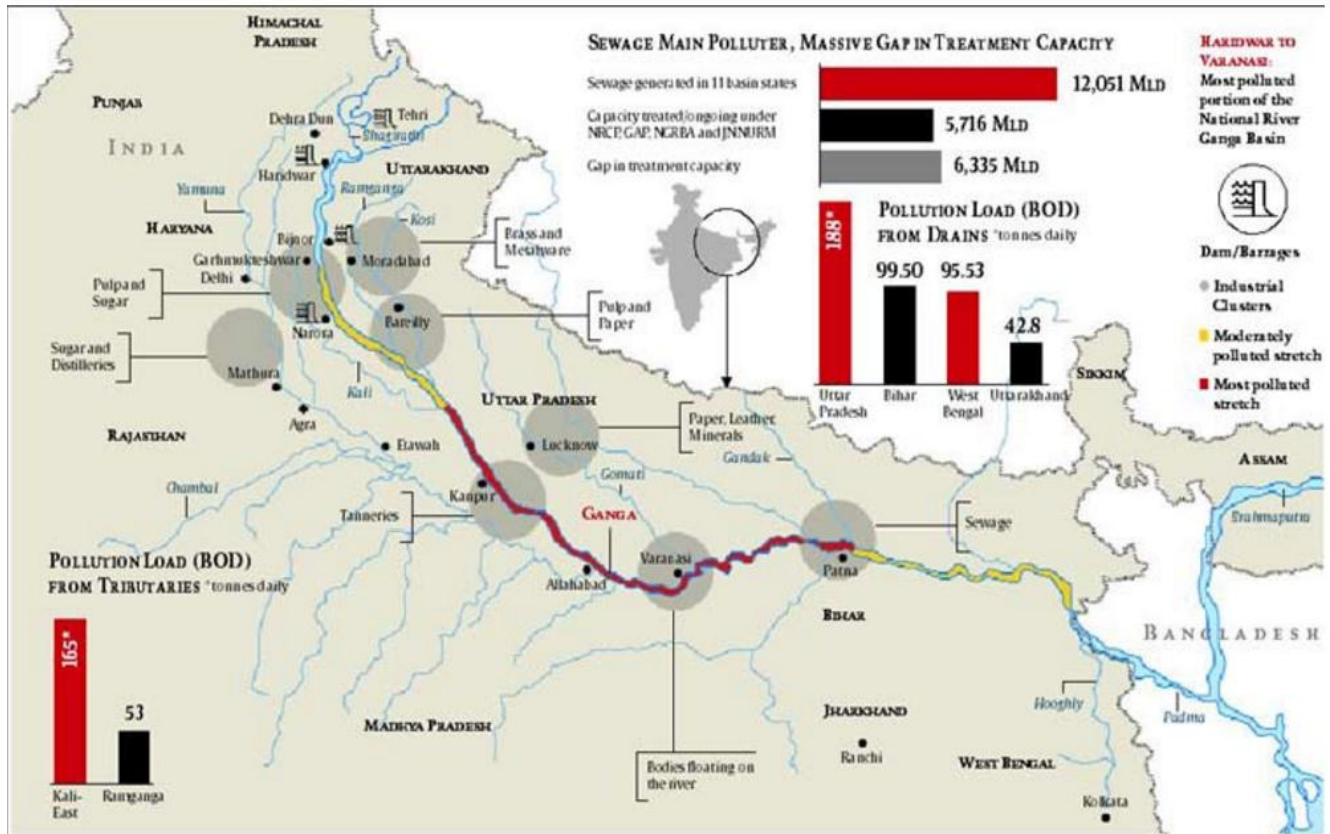 HIMACHAL
PRADESH
PUNJAB
INDIA
Dehra Dun
Tehri
Bhagirathi
Haridwar
UTTARAKHAND
Yamuna
Ramganga
Kosi
HARYANA
Bijnor
Garhmukteshwar
Moradabad
Delhi
Brass and
Metalware
Pulp and
Sugar
Narora
Bareilly
Pulp and
Paper
Sugar and
Distilleries
Mathura
Kali
Agra
RAJASTHAN
Etawah
UTTAR PRADESH
Lucknow
Paper, Leather,
Minerals
Gandak
Gomati
Chambal
Kanpur
Tanneries
GANGA
Allahabad
Varanasi
Patna
Sewage
BIHAR
MADHYA PRADESH
Bodies floating on
the river
JHARKHAND
Ranchi
WEST BENGAL
Kolkata
Hooghly
Padma
BANGLADESH
Brahmaputra
ASSAM
SIKKIM
SEWAGE MAIN POLLUTER, MASSIVE GAP IN TREATMENT CAPACITY
Sewage generated in 11 basin states
12,051 MLD
Capacity treated/ongoing under
NRCP, GAP, NGRBA and JNNURM
5,716 MLD
Gap in treatment capacity
6,335 MLD
POLLUTION LOAD (BOD)
FROM DRAINS *tonnes daily
188*
99.50
95.53
42.8
Uttar
Pradesh
Bihar
West
Bengal
Uttarakhand
HARIDWAR TO
VARANASI:
Most polluted
portion of the
National River
Ganga Basin
Dam/Barrages
Industrial
Clusters
Moderately
polluted stretch
Most polluted
stretch
POLLUTION LOAD (BOD)
FROM TRIBUTARIES *tonnes daily
165*
53
Kali-
East
Ramganga